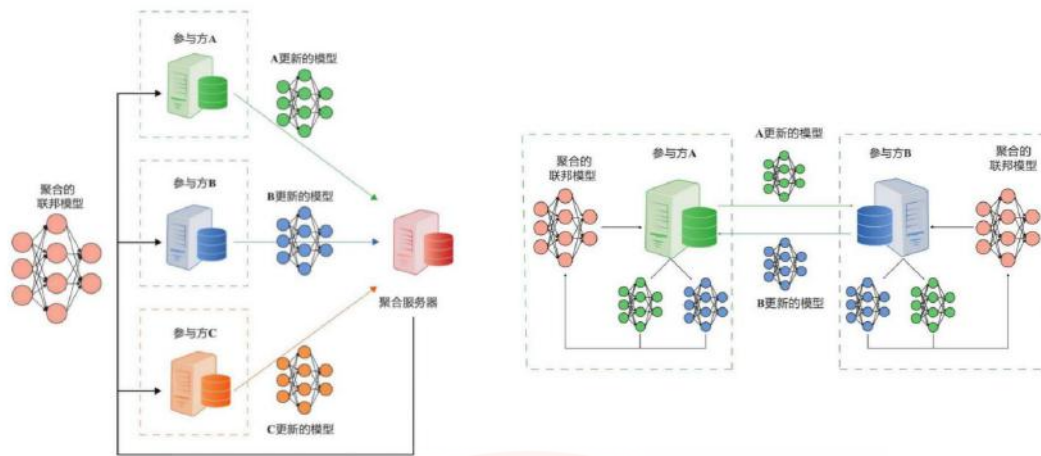 参与方A
A更新的模型
聚合的
联邦模型
参与方B
B更新的模型
聚合服务器
参与方C
C更新的模型
A更新的模型
聚合的
联邦模型
参与方A
参与方B
聚合的
联邦模型
B更新的模型